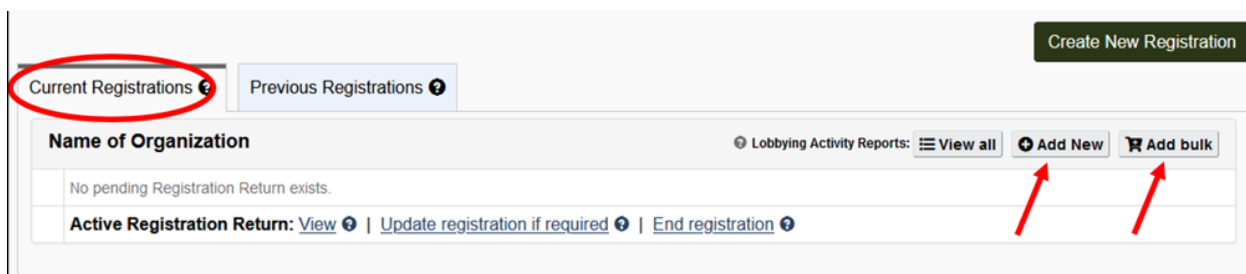 Create New Registration
Current Registrations ? Previous Registrations ?
Name of Organization ? Lobbying Activity Reports: View all Add New Add bulk
No pending Registration Return exists.
Active Registration Return: View ? | Update registration if required ? | End registration ?